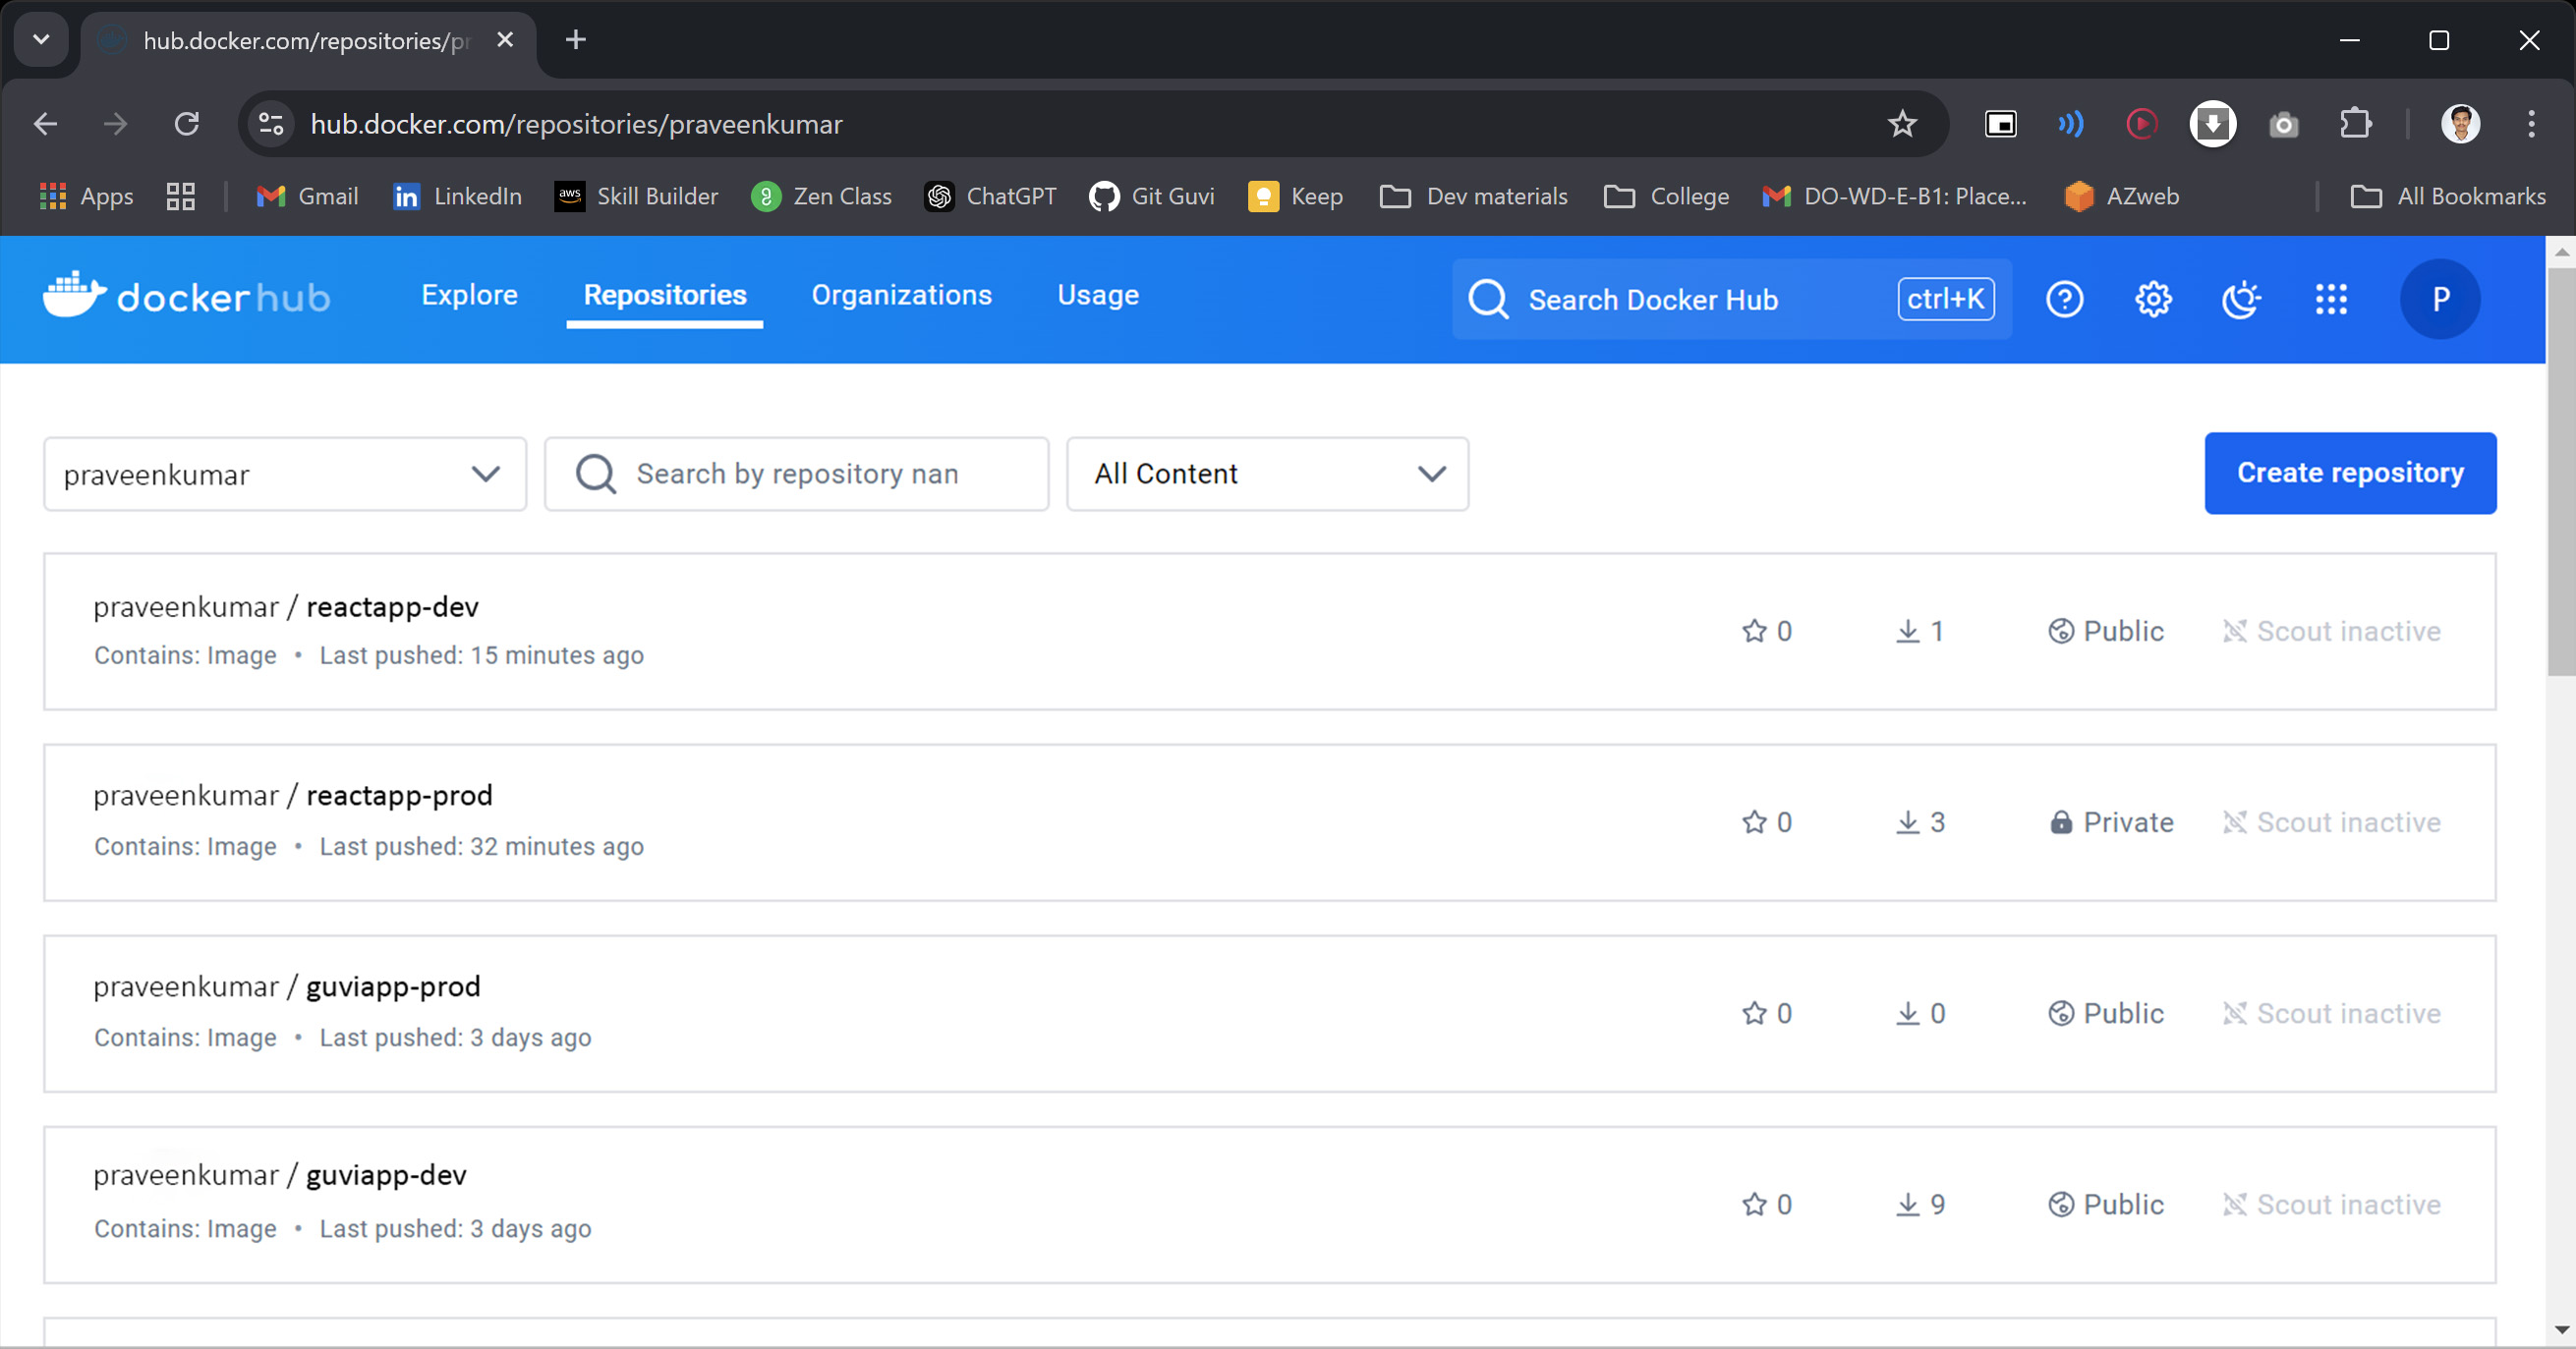 hub.docker.com/repositories/pr
hub.docker.com/repositories/praveenkumar
Apps Gmail LinkedIn aws Skill Builder Zen Class ChatGPT Git Guvi Keep Dev materials College DO-WD-E-B1: Place... AZweb All Bookmarks
docker hub Explore Repositories Organizations Usage Search Docker Hub ctrl+K P
praveenkumar Search by repository nan All Content Create repository
praveenkumar / reactapp-dev
Contains: Image • Last pushed: 15 minutes ago
0 1 Public Scout inactive
praveenkumar / reactapp-prod
Contains: Image • Last pushed: 32 minutes ago
0 3 Private Scout inactive
praveenkumar / guviapp-prod
Contains: Image • Last pushed: 3 days ago
0 0 Public Scout inactive
praveenkumar / guviapp-dev
Contains: Image • Last pushed: 3 days ago
0 9 Public Scout inactive